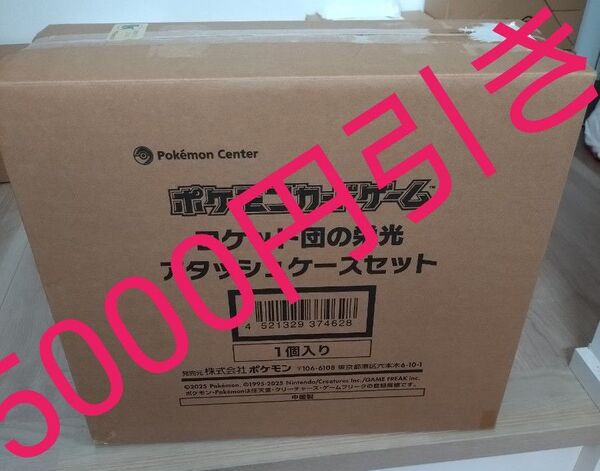 5000円引き
Pokémon Center
ポケモンカードゲーム™
ロケット団の栄光
アタッシュケースセット
4 521329 374628
1個入り
発売元 株式会社ポケモン 〒106-6108 東京都港区六本木6-10-1
©2025 Pokémon. ©1995-2025 Nintendo/Creatures Inc./GAME FREAK inc.
ポケモン・Pokémonは任天堂・クリーチャーズ・ゲームフリークの登録商標です。
中国製